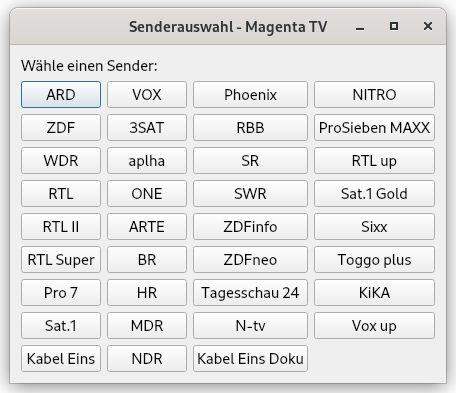 Senderauswahl - Magenta TV
Wähle einen Sender:
ARD VOX Phoenix NITRO
ZDF 3SAT RBB ProSieben MAXX
WDR aplha SR RTL up
RTL ONE SWR Sat.1 Gold
RTL II ARTE ZDFinfo Sixx
RTL Super BR ZDFneo Toggo plus
Pro 7 HR Tagesschau 24 KiKA
Sat.1 MDR N-tv Vox up
Kabel Eins NDR Kabel Eins Doku